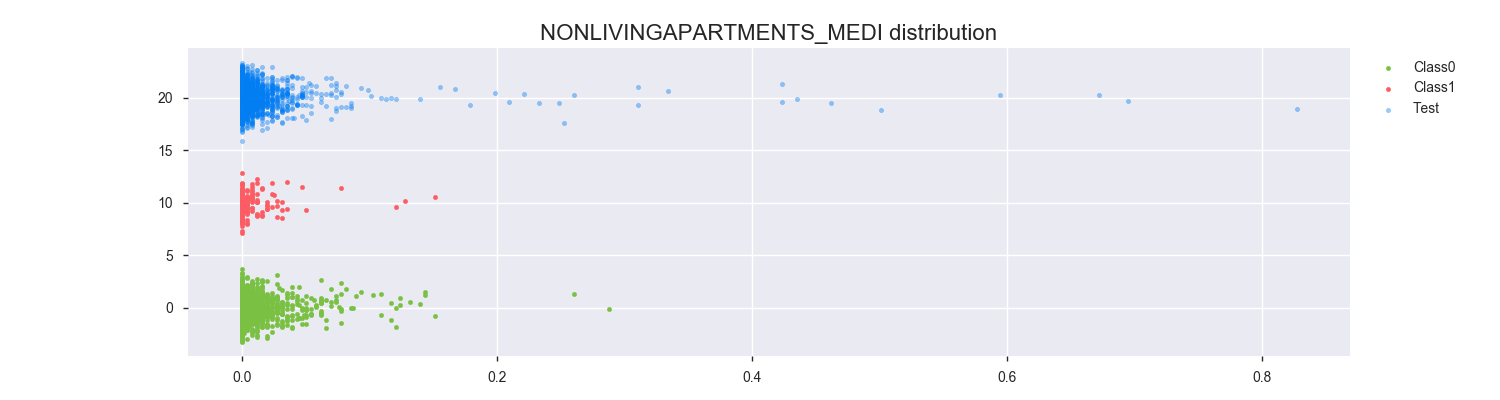 NONLIVINGAPARTMENTS_MEDI distribution
Class0
Class1
Test
20
15
10
5
0
0.0 0.2 0.4 0.6 0.8